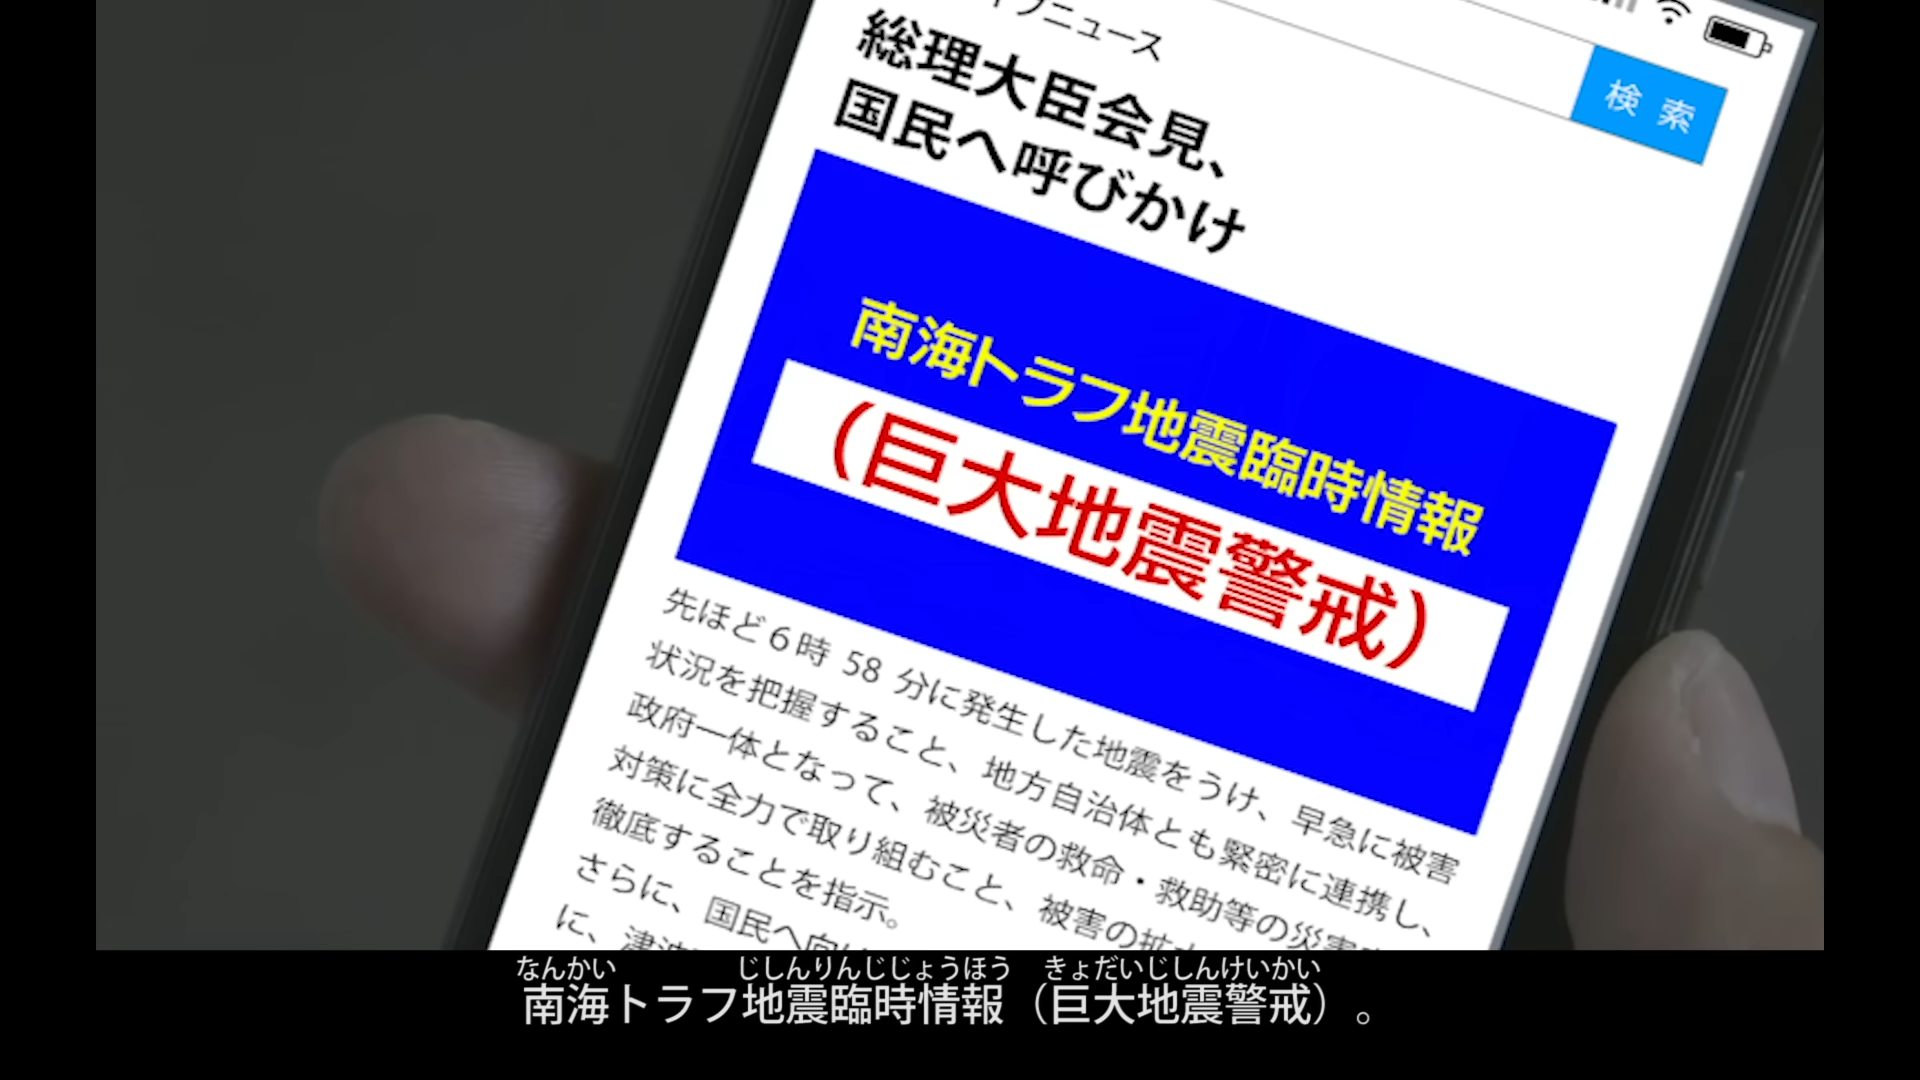 イブニュース
検 索
総理大臣会見、
国民へ呼びかけ
南海トラフ地震臨時情報
（巨大地震警戒）
先ほど６時 58 分に発生した地震をうけ、早急に被害
状況を把握すること、地方自治体とも緊密に連携し、
政府一体となって、被災者の救命・救助等の災害
対策に全力で取り組むこと、被害の拡大
徹底することを指示。
さらに、国民へ向け
に、津波
なんかい じしんりんじじょうほう きょだいじしんけいかい
南海トラフ地震臨時情報（巨大地震警戒）。